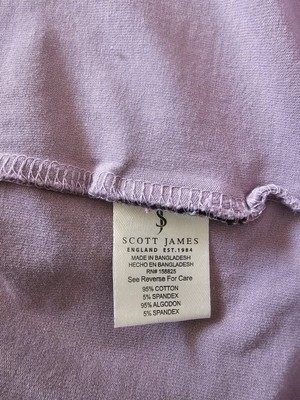 SJ
SCOTT JAMES
ENGLAND EST.1984
MADE IN BANGLADESH
HECHO EN BANGLADESH
RN# 158825
See Reverse For Care
95% COTTON
5% SPANDEX
95% ALGODON
5% SPANDEX